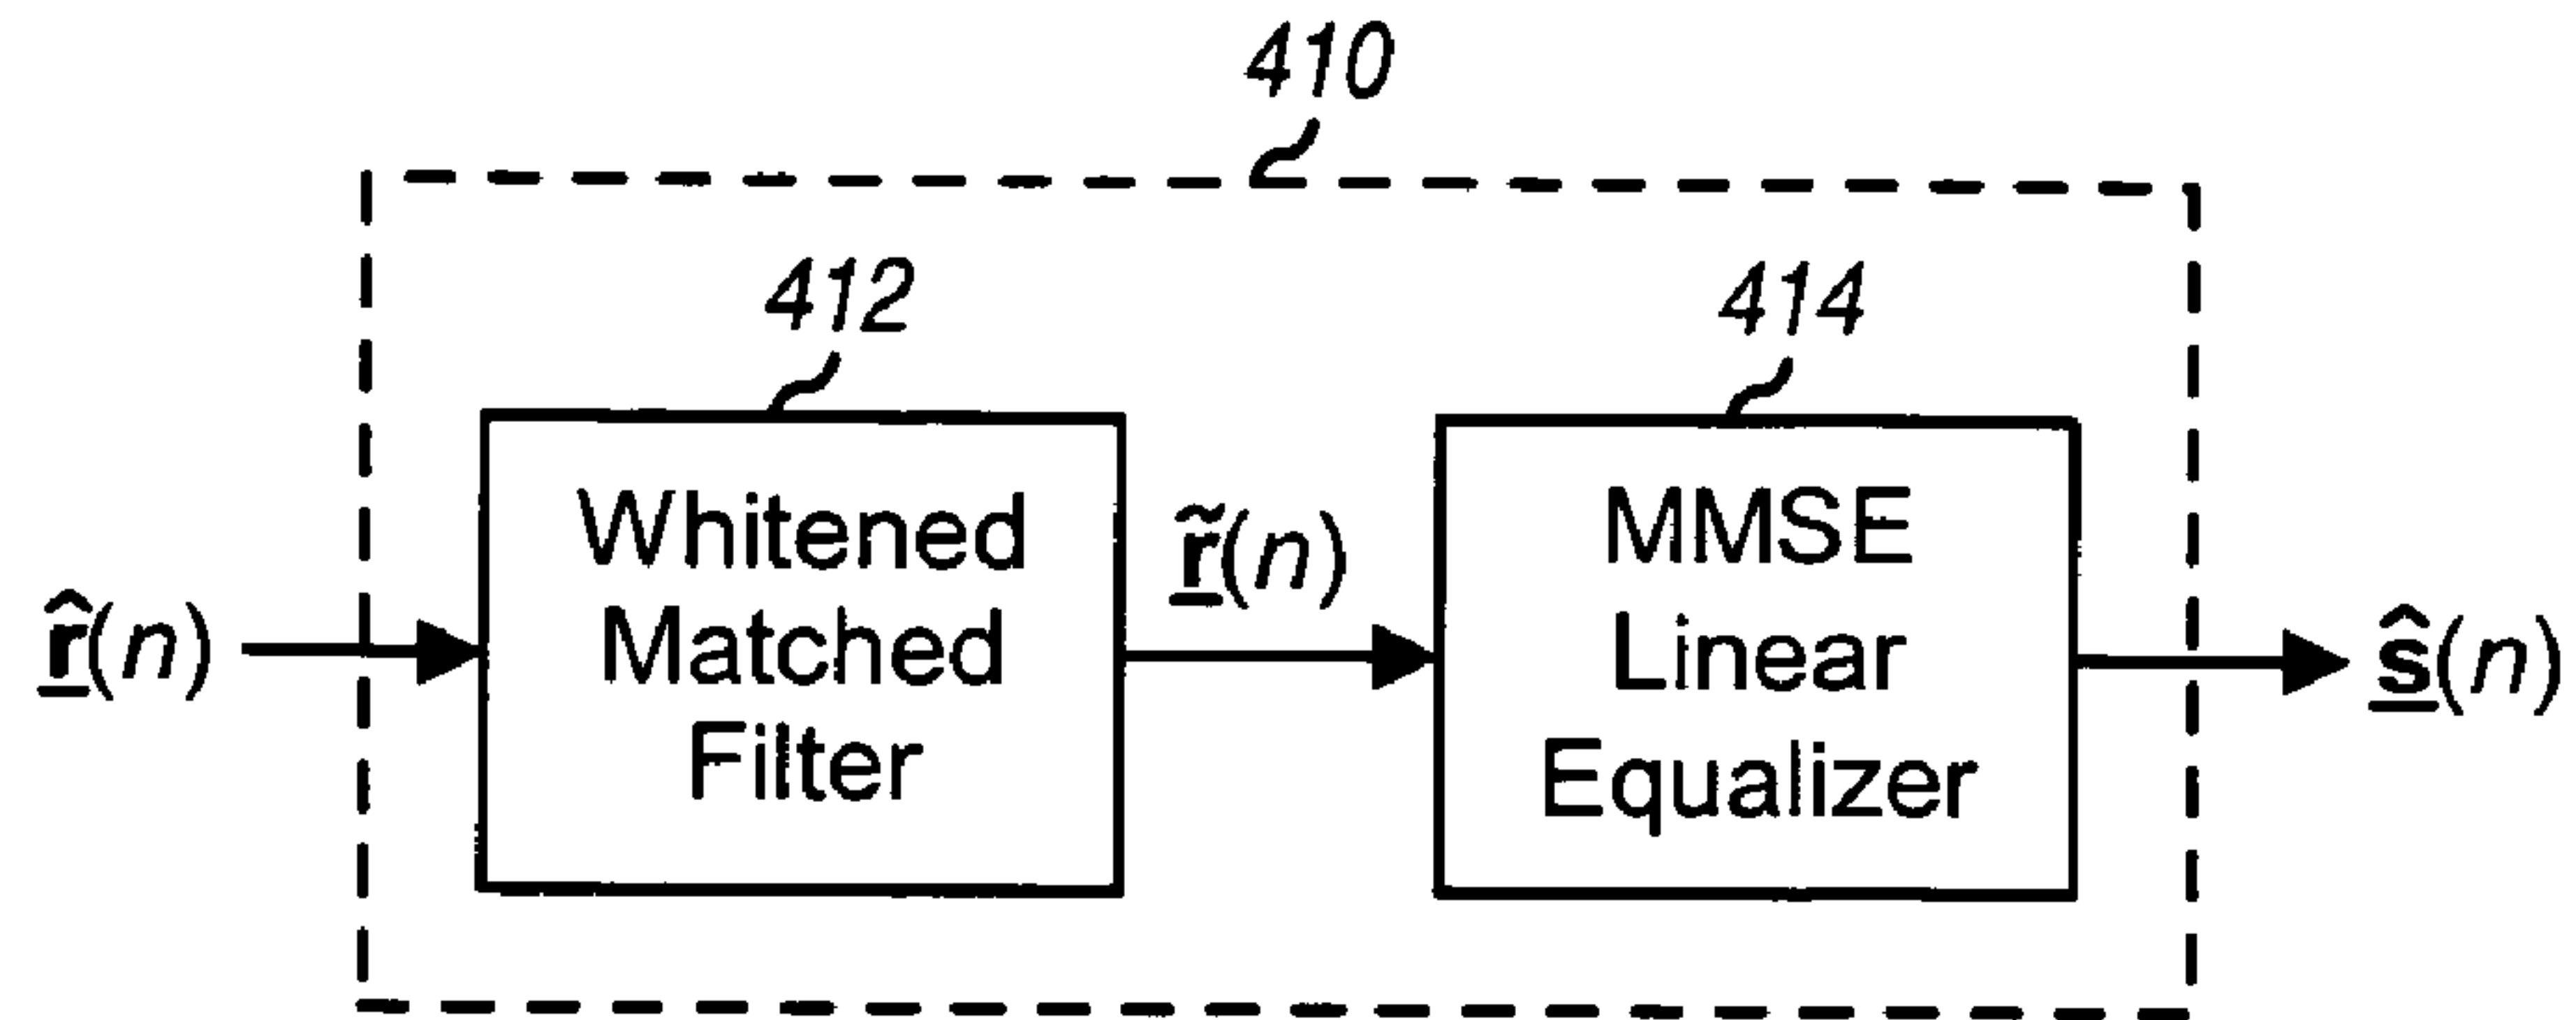 410
412
414
Whitened
Matched
Filter
MMSE
Linear
Equalizer
r̲̂(n)
r̲̃(n)
ŝ̲(n)